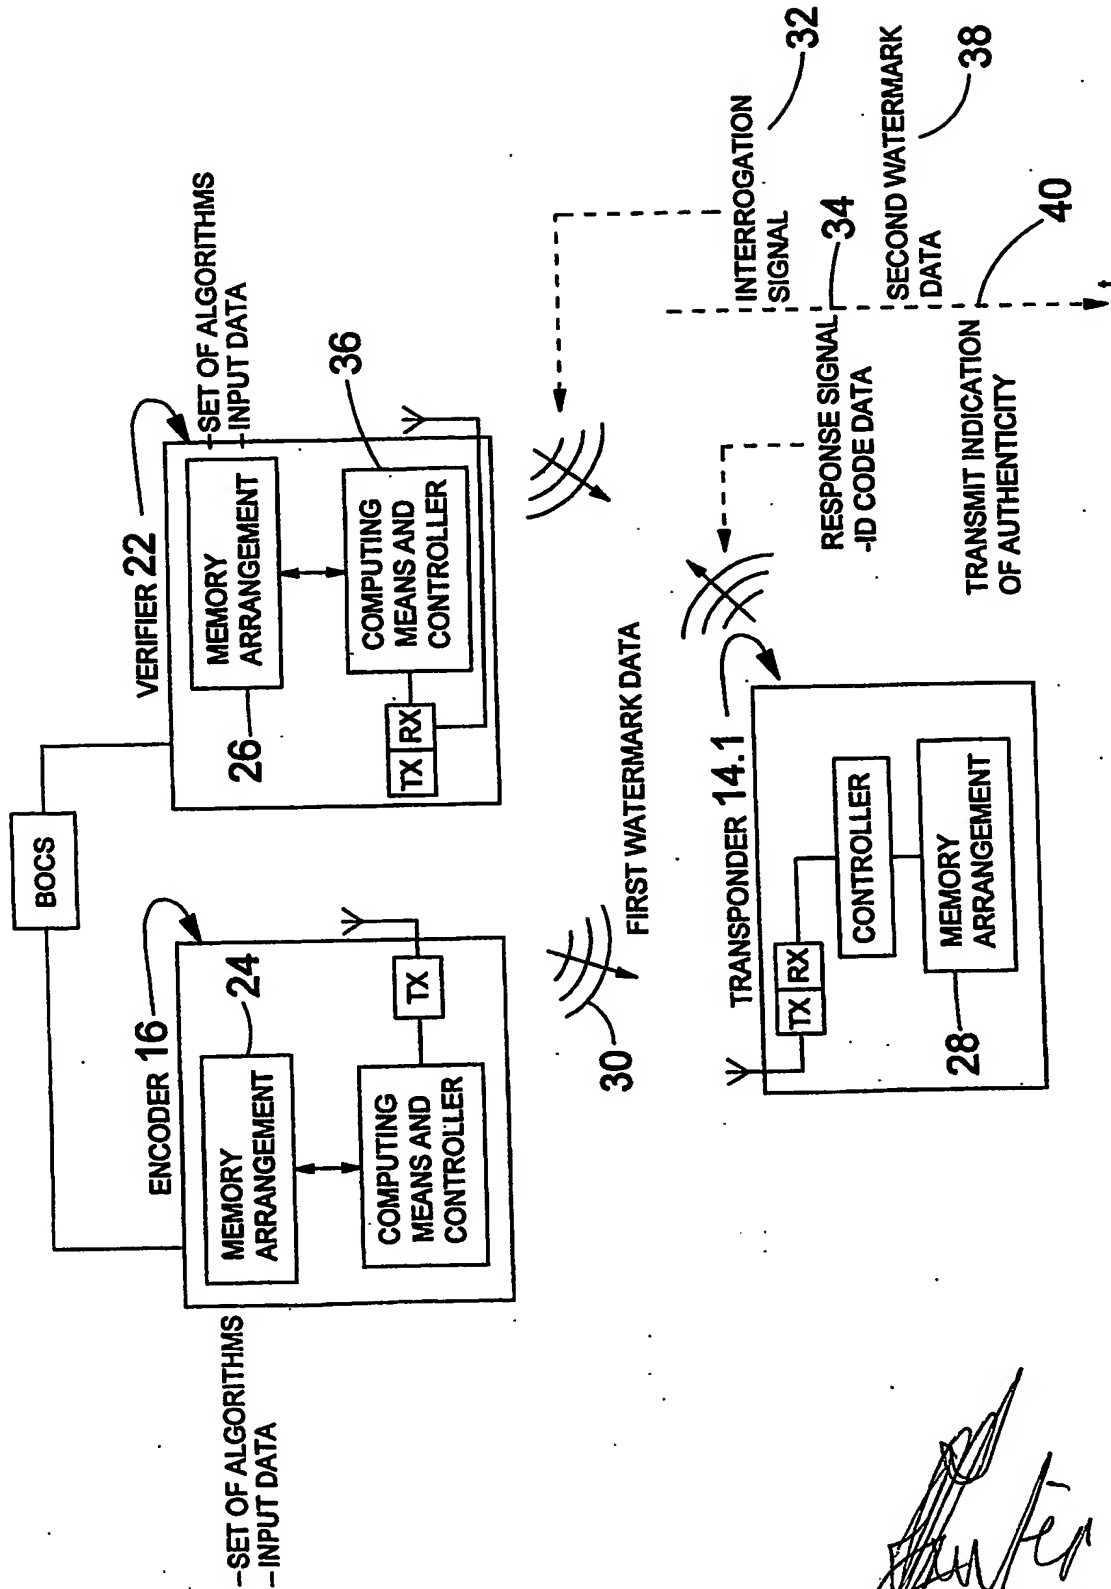 BOCS
ENCODER 16
-SET OF ALGORITHMS
-INPUT DATA
MEMORY
ARRANGEMENT
24
COMPUTING
MEANS AND
CONTROLLER
TX
VERIFIER 22
-SET OF ALGORITHMS
-INPUT DATA
MEMORY
ARRANGEMENT
26
COMPUTING
MEANS AND
CONTROLLER
36
TX
RX
30
FIRST WATERMARK DATA
TRANSPONDER 14.1
TX
RX
CONTROLLER
MEMORY
ARRANGEMENT
28
INTERROGATION
SIGNAL
32
RESPONSE SIGNAL
-ID CODE DATA
34
SECOND WATERMARK
DATA
38
TRANSMIT INDICATION
OF AUTHENTICITY
40
t